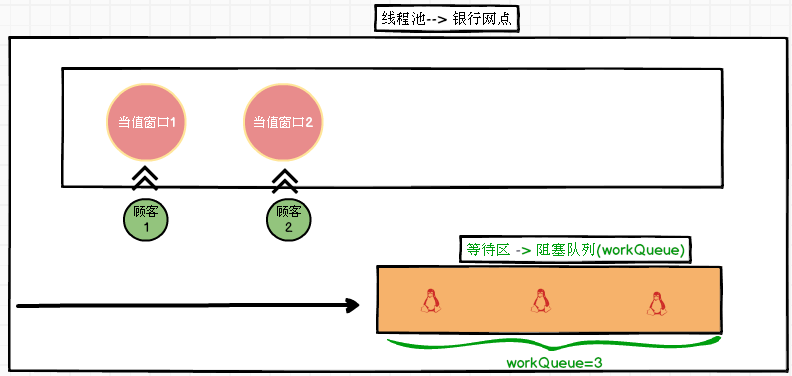 线程池--> 银行网点
当值窗口1
当值窗口2
顾客
1
顾客
2
等待区 -> 阻塞队列(workQueue)
workQueue=3